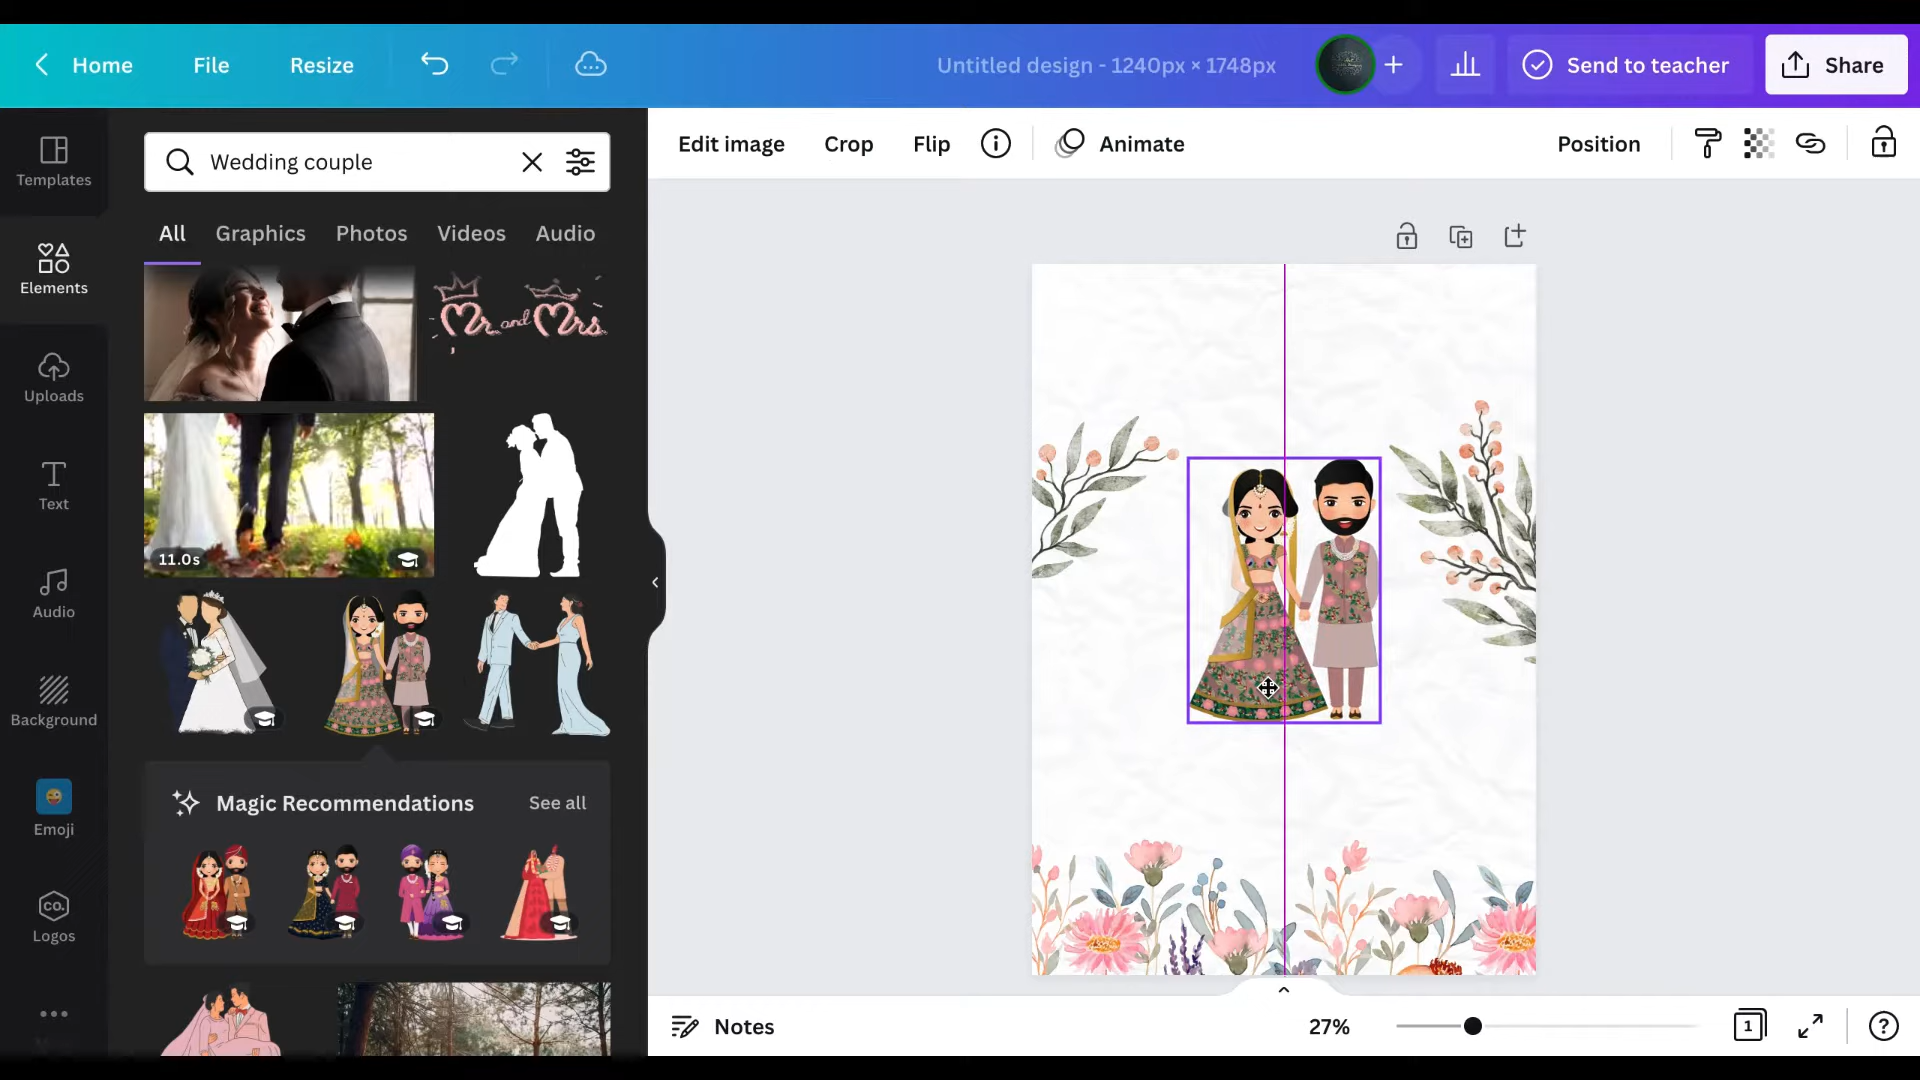 Home
File
Resize
Untitled design - 1240px × 1748px
Send to teacher
Share
Templates
Elements
Uploads
Text
Audio
Background
Emoji
CO.
Logos
Wedding couple
All
Graphics
Photos
Videos
Audio
Mr and Mrs
11.0s
Magic Recommendations
See all
Edit image
Crop
Flip
Animate
Position
Notes
27%
1